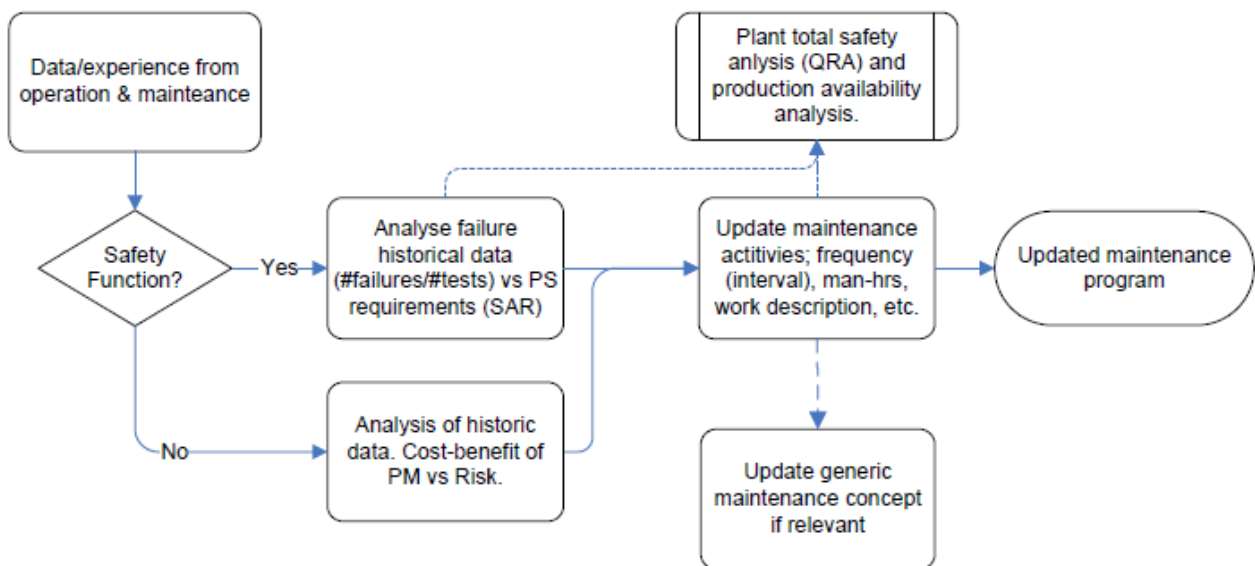 Data/experience from
operation & mainteance
Plant total safety
anlysis (QRA) and
production availability
analysis.
Safety
Function?
Yes
Analyse failure
historical data
(#failures/#tests) vs PS
requirements (SAR)
Update maintenance
actitivies; frequency
(interval), man-hrs,
work description, etc.
Updated maintenance
program
No
Analysis of historic
data. Cost-benefit of
PM vs Risk.
Update generic
maintenance concept
if relevant